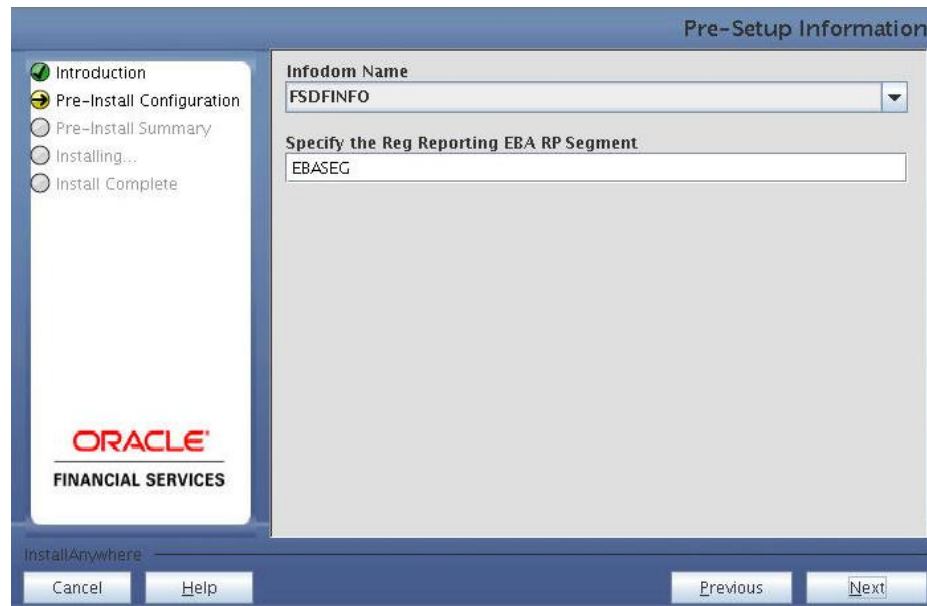 Pre-Setup Information
Introduction
Pre-Install Configuration
Pre-Install Summary
Installing...
Install Complete
Infodom Name
FSDFINFO
Specify the Reg Reporting EBA RP Segment
EBASEG
ORACLE
FINANCIAL SERVICES
InstallAnywhere
Cancel
Help
Previous
Next